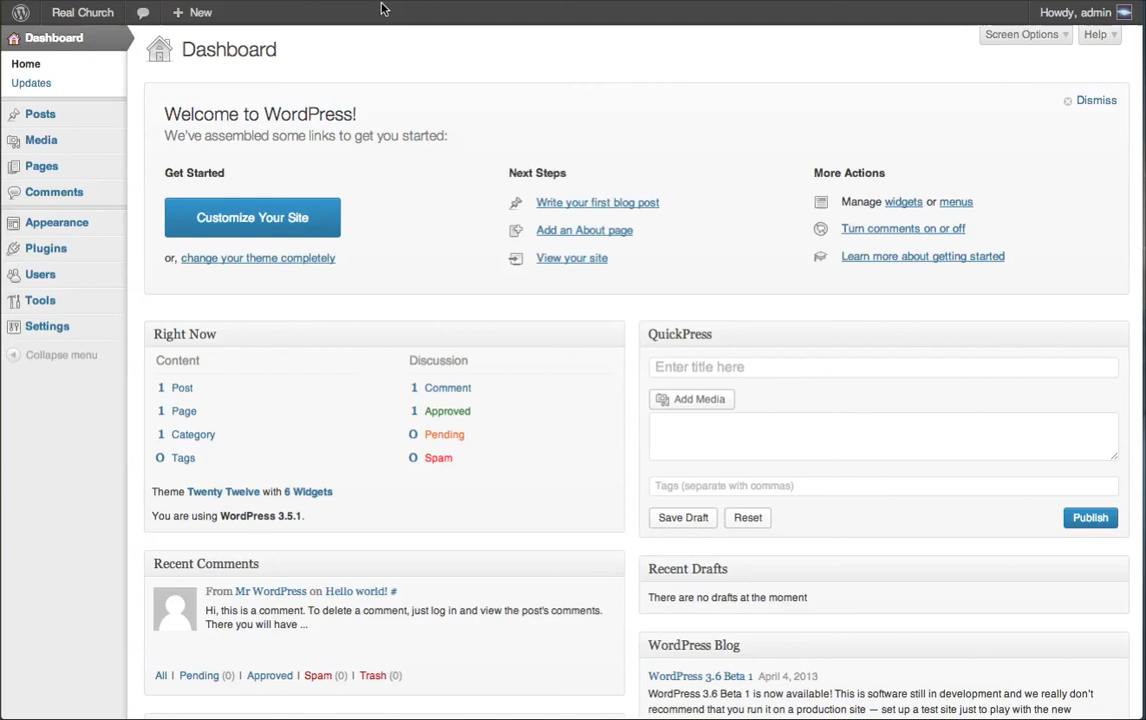 Real Church
New
Howdy, admin
Dashboard
Home
Updates
Posts
Media
Pages
Comments
Appearance
Plugins
Users
Tools
Settings
Collapse menu
Dashboard
Screen Options
Help
Welcome to WordPress!
We've assembled some links to get you started:
Dismiss
Get Started
Customize Your Site
or, change your theme completely
Next Steps
Write your first blog post
Add an About page
View your site
More Actions
Manage widgets or menus
Turn comments on or off
Learn more about getting started
Right Now
Content
1 Post
1 Page
1 Category
0 Tags
Discussion
1 Comment
1 Approved
0 Pending
0 Spam
Theme Twenty Twelve with 6 Widgets
You are using WordPress 3.5.1.
Recent Comments
From Mr WordPress on Hello world! #
Hi, this is a comment. To delete a comment, just log in and view the post's comments.
There you will have ...
All | Pending (0) | Approved | Spam (0) | Trash (0)
QuickPress
Enter title here
Add Media
Tags (separate with commas)
Save Draft
Reset
Publish
Recent Drafts
There are no drafts at the moment
WordPress Blog
WordPress 3.6 Beta 1 April 4, 2013
WordPress 3.6 Beta 1 is now available! This is software still in development and we really don't
recommend that you run it on a production site — set up a test site just to play with the new